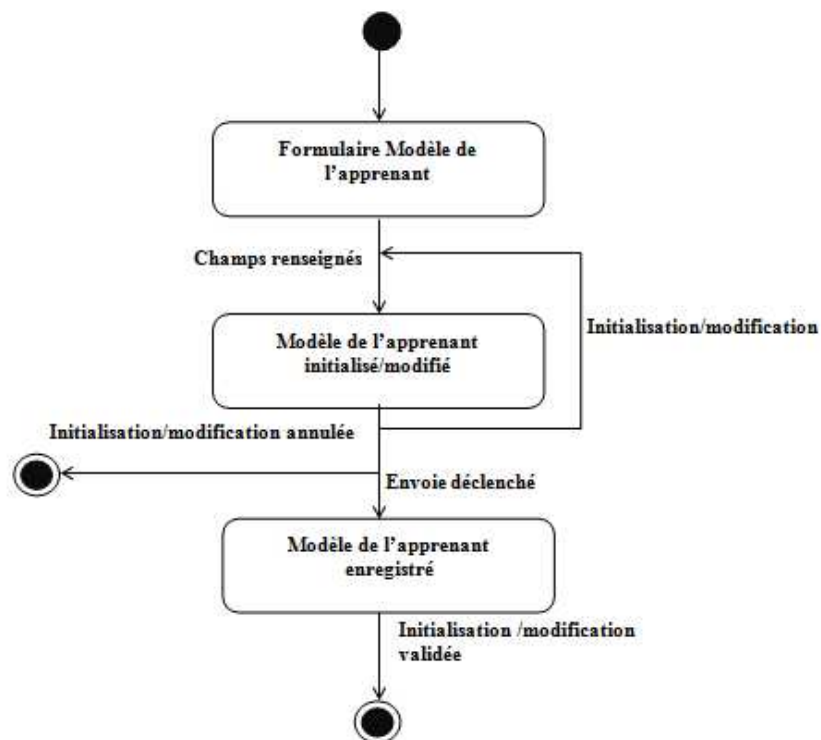 Formulaire Modèle de
l'apprenant
Champs renseignés
Initialisation/modification
Modèle de l'apprenant
initialisé/modifié
Initialisation/modification annulée
Envoie déclenché
Modèle de l'apprenant
enregistré
Initialisation /modification
validée